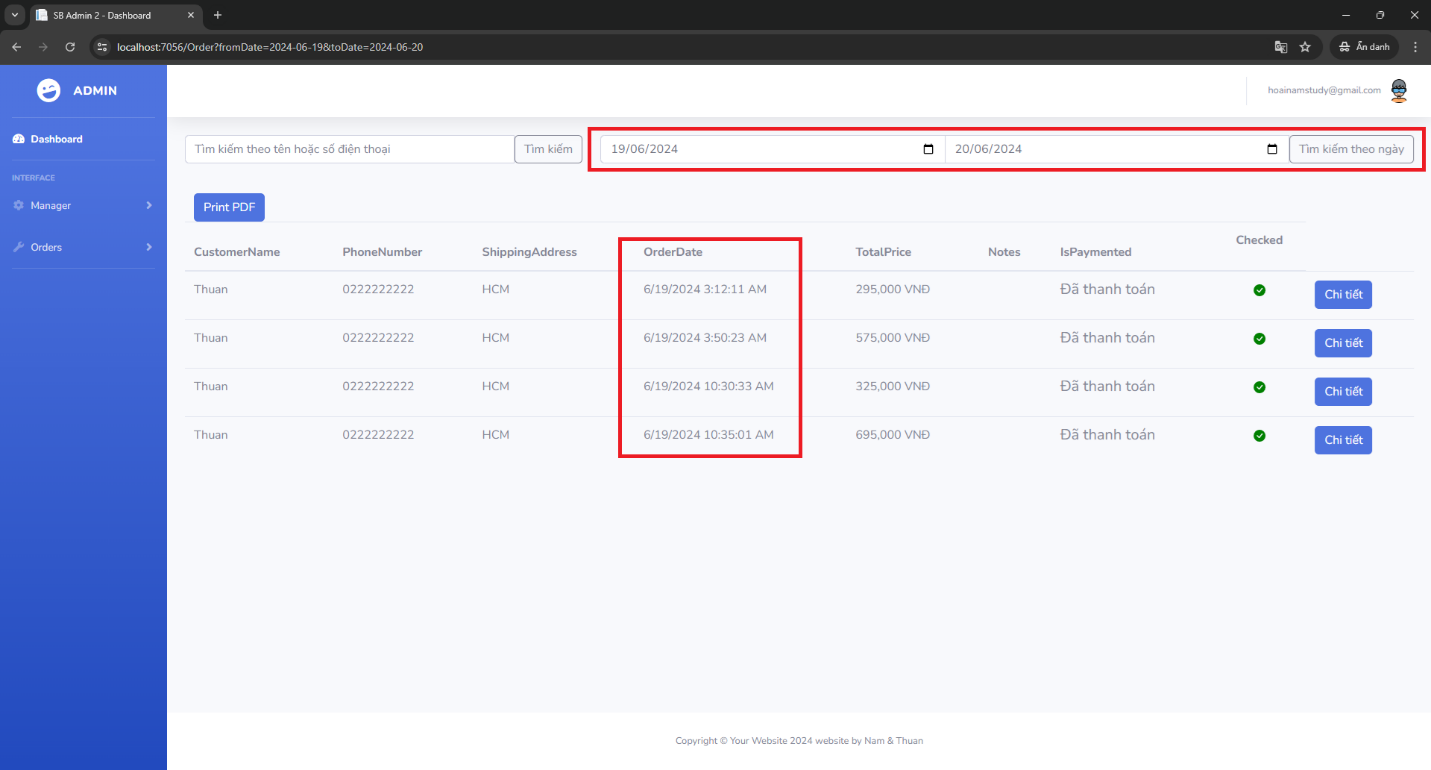 SB Admin 2 - Dashboard
localhost:7056/Order?fromDate=2024-06-19&toDate=2024-06-20
Ẩn danh
ADMIN
hoainamstudy@gmail.com
Dashboard
INTERFACE
Manager
Orders
Tìm kiếm theo tên hoặc số điện thoại
Tìm kiếm
19/06/2024
20/06/2024
Tìm kiếm theo ngày
Print PDF
CustomerName PhoneNumber ShippingAddress OrderDate TotalPrice Notes IsPaymented Checked
Thuan 0222222222 HCM 6/19/2024 3:12:11 AM 295,000 VNĐ Đã thanh toán Chi tiết
Thuan 0222222222 HCM 6/19/2024 3:50:23 AM 575,000 VNĐ Đã thanh toán Chi tiết
Thuan 0222222222 HCM 6/19/2024 10:30:33 AM 325,000 VNĐ Đã thanh toán Chi tiết
Thuan 0222222222 HCM 6/19/2024 10:35:01 AM 695,000 VNĐ Đã thanh toán Chi tiết
Copyright © Your Website 2024 website by Nam & Thuan